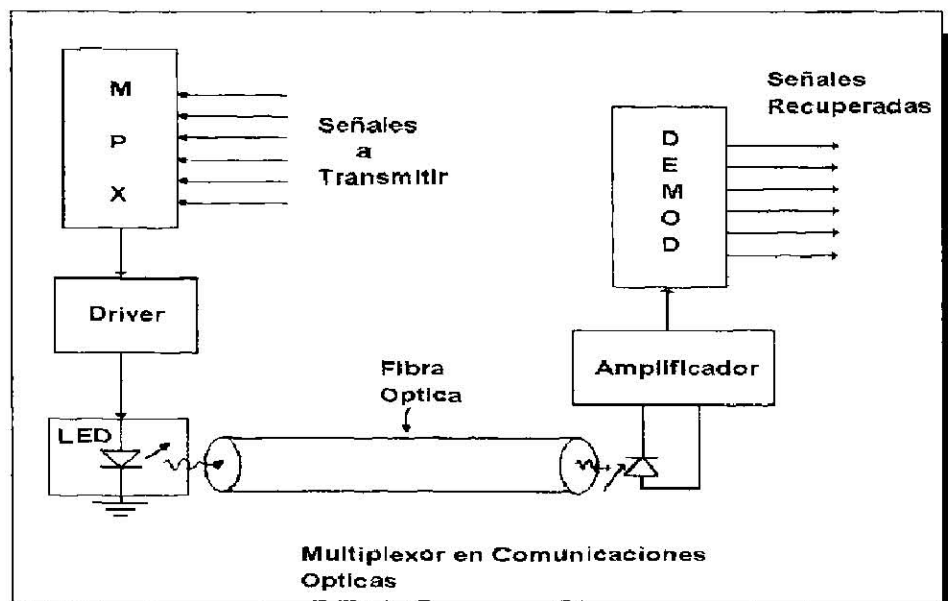 M
P
X
Señales
a
Transmitir
Driver
LED
Fibra
Optica
Señales
Recuperadas
D
E
M
O
D
Amplificador
Multiplexor en Comunicaciones
Opticas